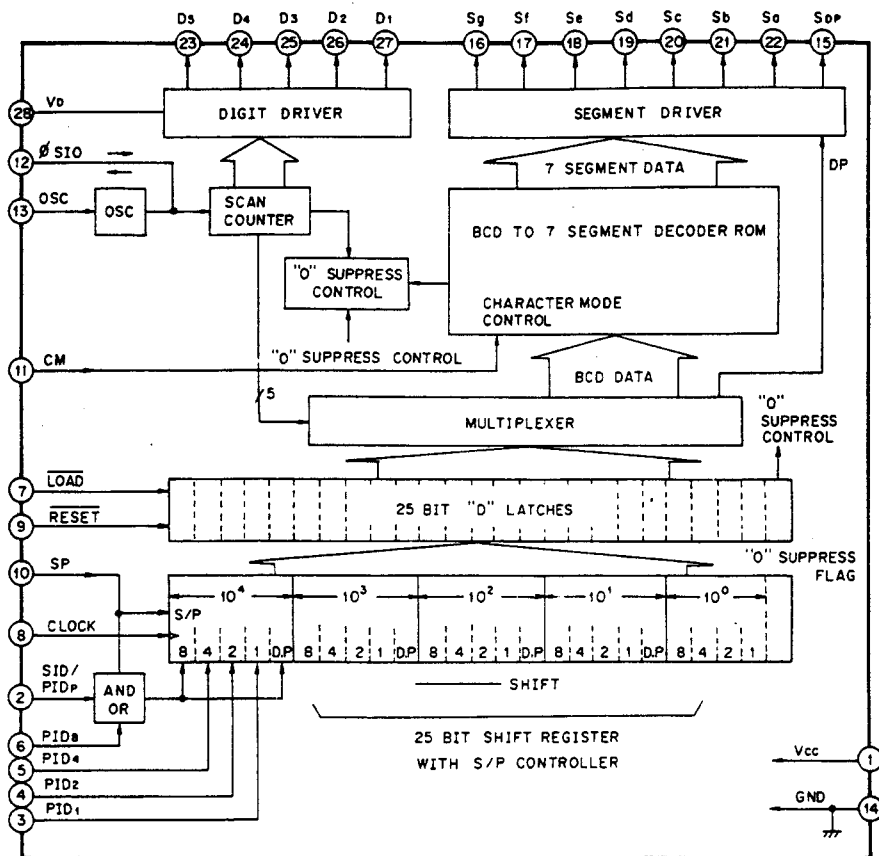 D5 D4 D3 D2 D1 Sg Sf Se Sd Sc Sb Sa SDP
23 24 25 26 27 16 17 18 19 20 21 22 15
28 VD
DIGIT DRIVER
SEGMENT DRIVER
12 ØSIO
7 SEGMENT DATA
DP
13 OSC
OSC
SCAN
COUNTER
BCD TO 7 SEGMENT DECODER ROM
"O" SUPPRESS
CONTROL
CHARACTER MODE
CONTROL
"O" SUPPRESS CONTROL
11 CM
BCD DATA
5
MULTIPLEXER
"O"
SUPPRESS
CONTROL
7 LOAD
25 BIT "D" LATCHES
9 RESET
10 SP
"O" SUPPRESS
FLAG
10⁴ 10³ 10² 10¹ 10⁰
S/P
8 CLOCK
8 4 2 1 D.P 8 4 2 1 D.P 8 4 2 1 D.P 8 4 2 1 D.P 8 4 2 1
2 SID/
PIDP
AND
OR
SHIFT
6 PID8
25 BIT SHIFT REGISTER
WITH S/P CONTROLLER
5 PID4
4 PID2
3 PID1
Vcc 1
GND 14